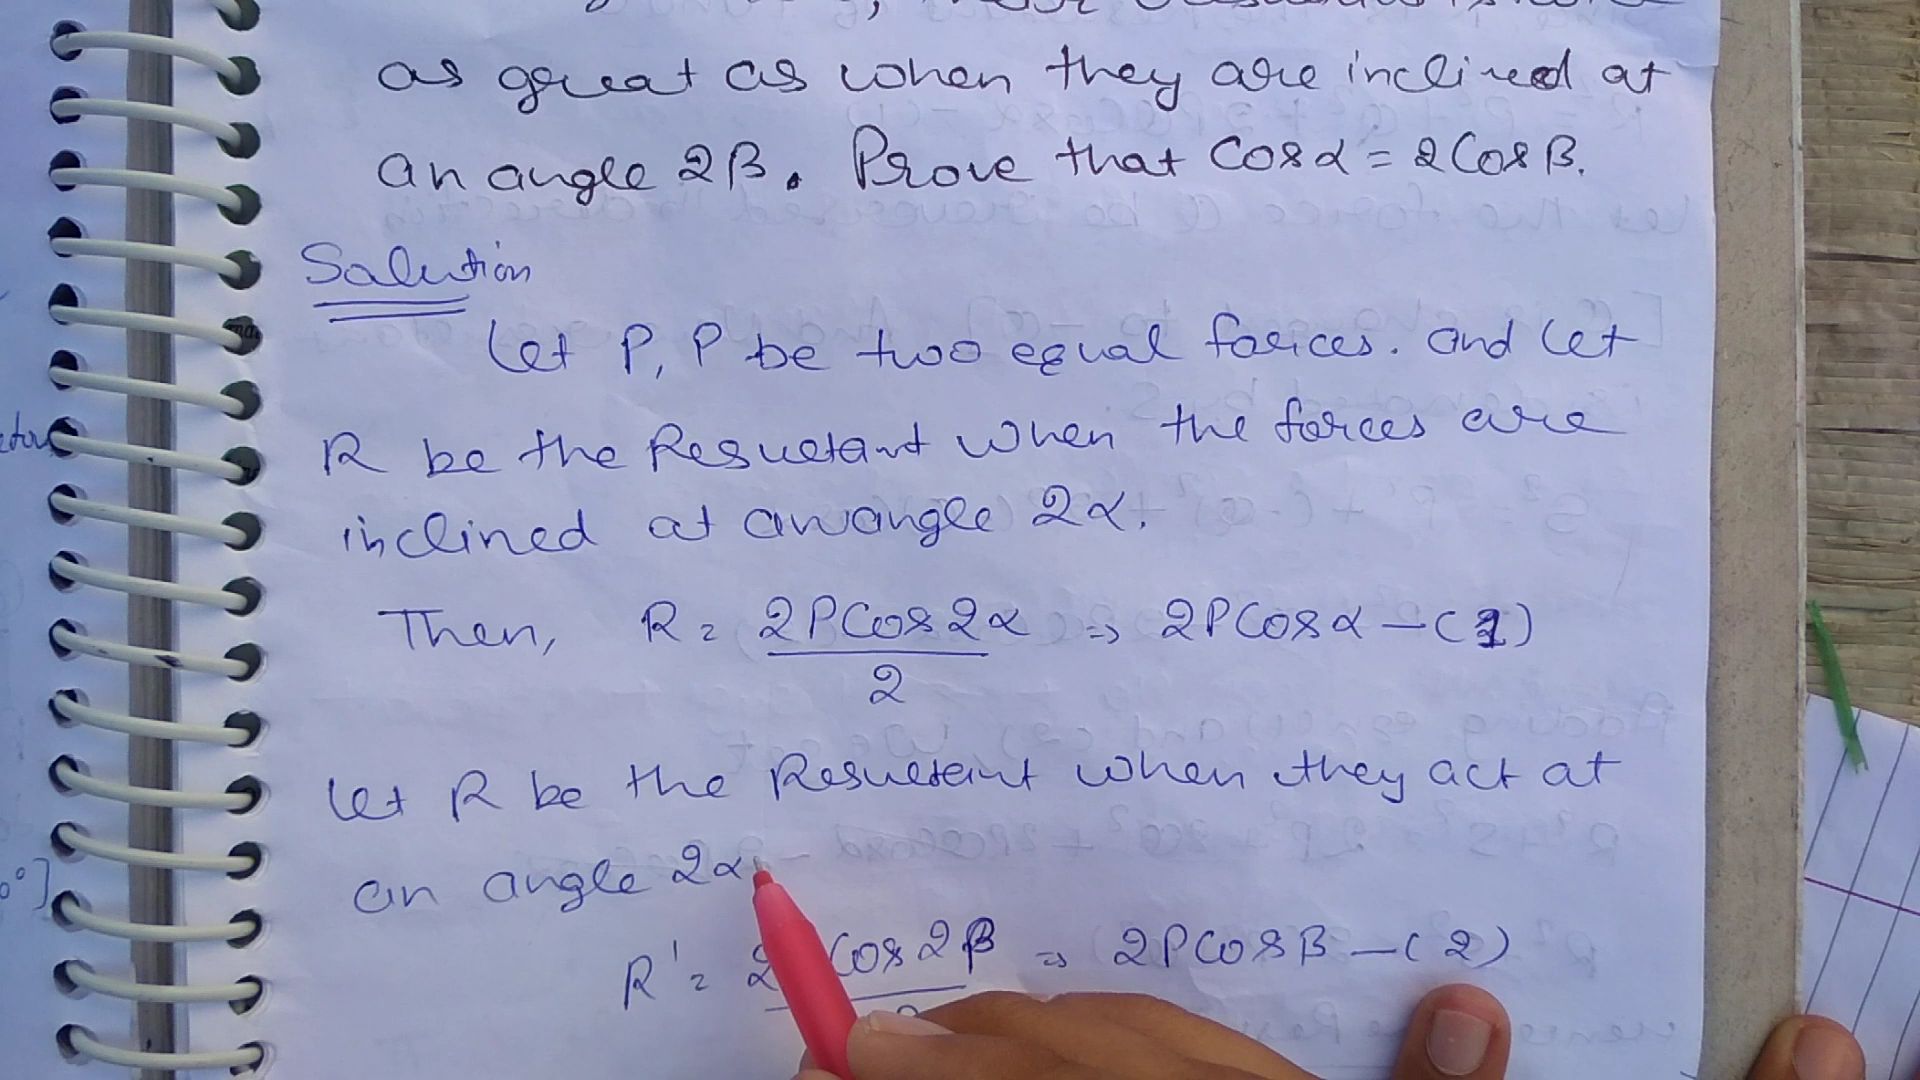 as great as when they are inclined at
an angle 2β. Prove that Cosα = 2Cosβ.
Solution
Let P, P be two equal forces. and let
R be the Resultant when the forces are
inclined at an angle 2α.
Then, R = 2PCos2α/2 => 2PCosα - (1)
Let R be the Resultant when they act at
an angle 2α
R' = 2 Cos2β => 2PCosβ - (2)